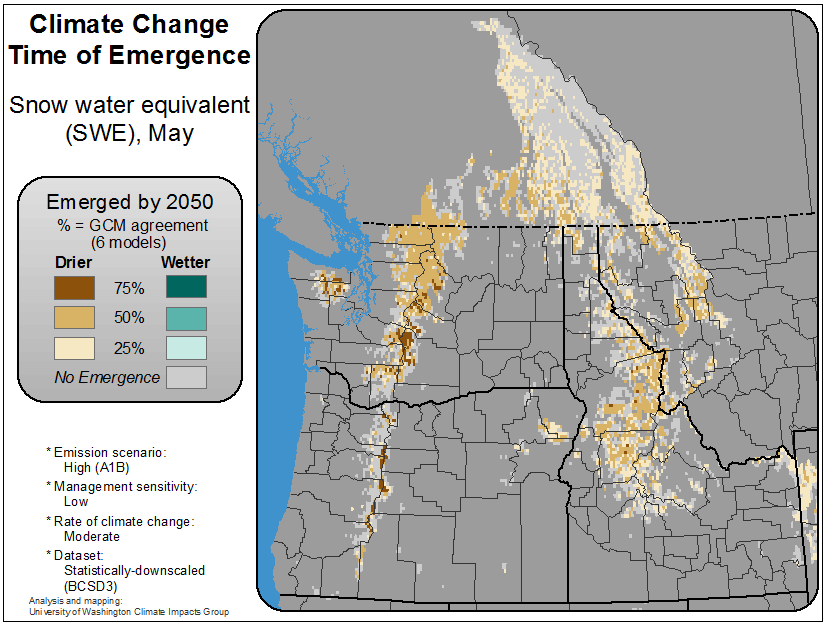 Climate Change
Time of Emergence
Snow water equivalent
(SWE), May
Emerged by 2050
% = GCM agreement
(6 models)
Drier Wetter
75%
50%
25%
No Emergence
* Emission scenario:
High (A1B)
* Management sensitivity:
Low
* Rate of climate change:
Moderate
* Dataset:
Statistically-downscaled
(BCSD3)
Analysis and mapping:
University of Washington Climate Impacts Group